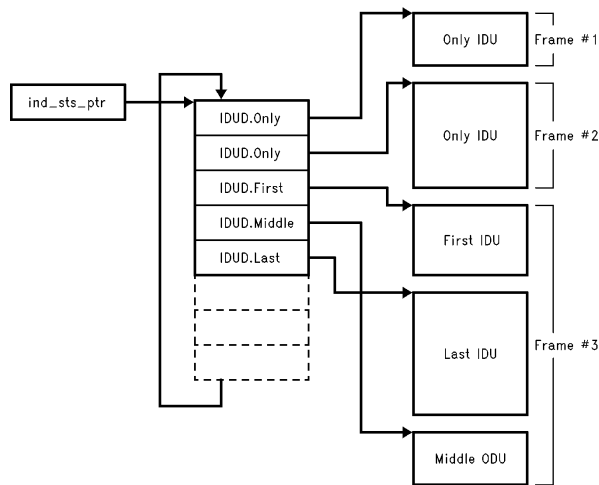 Only IDU
Frame #1
ind_sts_ptr
IDUD.Only
Only IDU
Frame #2
IDUD.Only
IDUD.First
IDUD.Middle
First IDU
IDUD.Last
Last IDU
Frame #3
Middle ODU